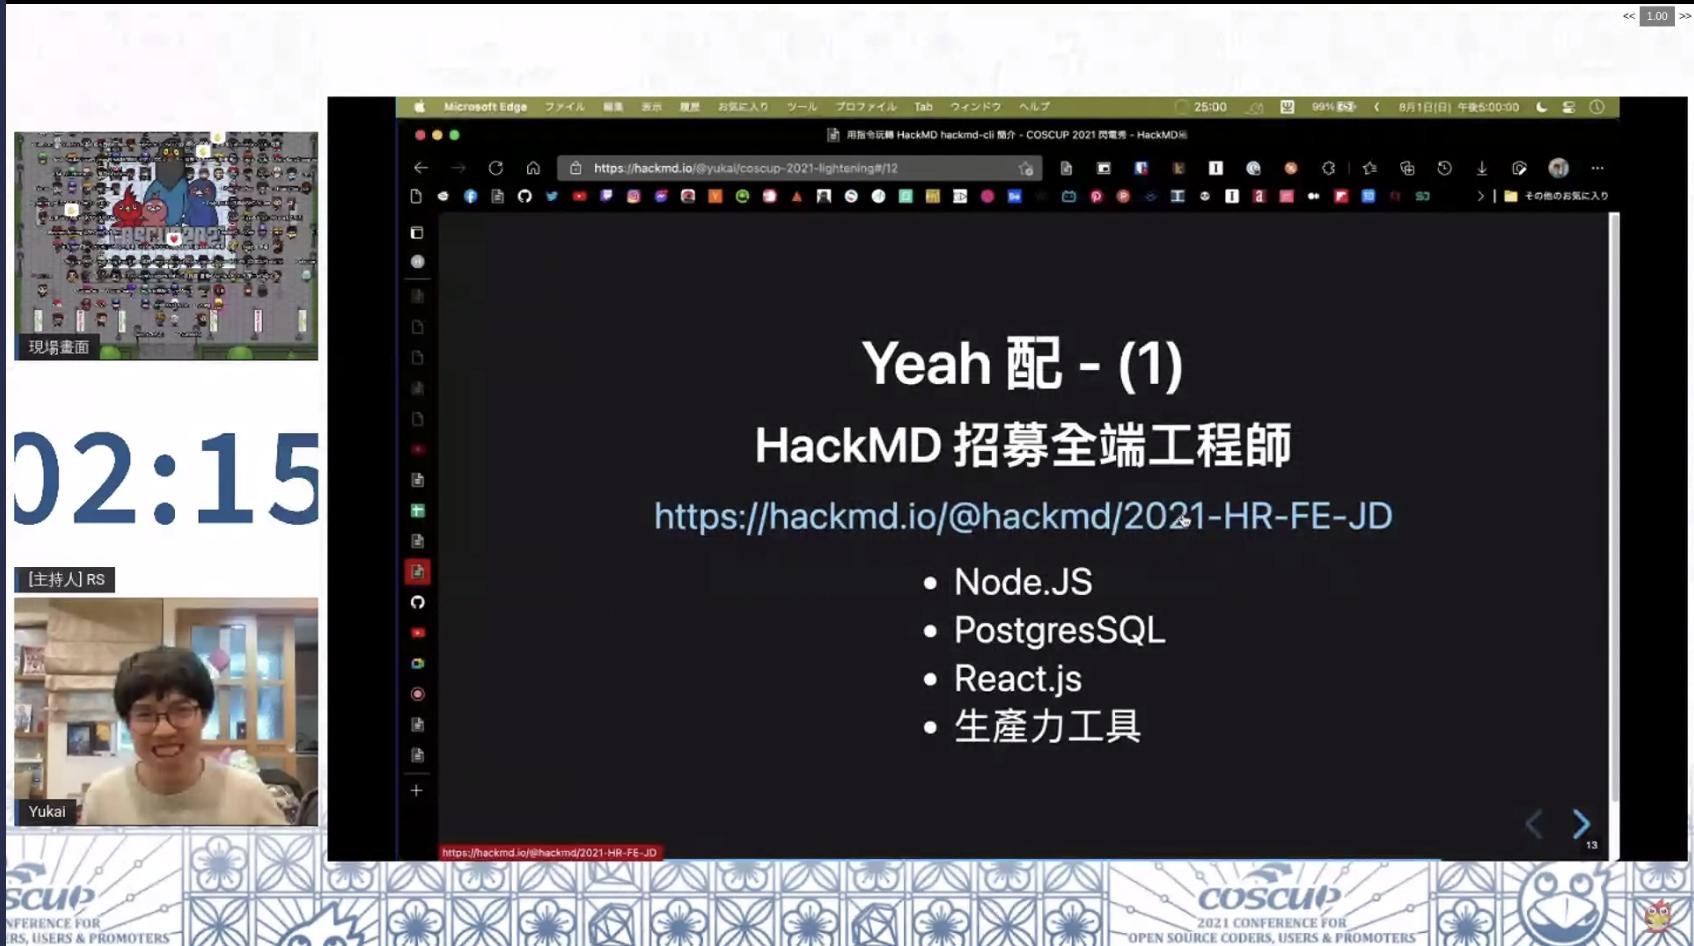 << 1.00 >>
Microsoft Edge ファイル 編集 表示 履歴 お気に入り ツール プロファイル Tab ウィンドウ ヘルプ 25:00 99% 8月1日(日) 午後5:00:00
用指令玩轉 HackMD hackmd-cli 簡介 - COSCUP 2021 閃電秀 - HackMD
https://hackmd.io/@yukai/coscup-2021-lightening#/12
その他のお気に入り
現場畫面
02:15
[主持人] RS
Yukai
Yeah 配 - (1)
HackMD 招募全端工程師
https://hackmd.io/@hackmd/2021-HR-FE-JD
• Node.JS
• PostgresSQL
• React.js
• 生產力工具
13
https://hackmd.io/@hackmd/2021-HR-FE-JD
COSCUP
2021 CONFERENCE FOR
OPEN SOURCE CODERS, USERS & PROMOTERS